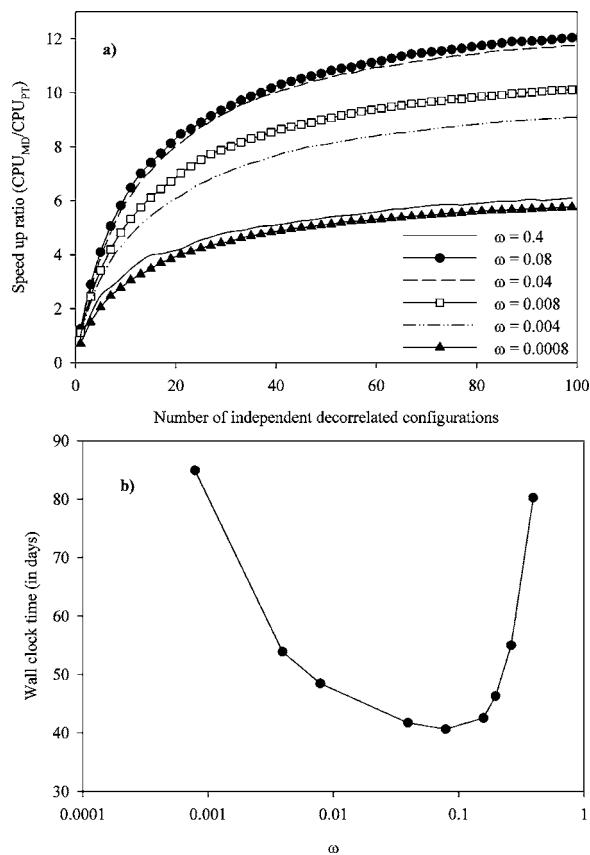 a)
12
10
8
6
4
2
0
Speed up ratio (CPU_MD/CPU_PT)
ω = 0.4
ω = 0.08
ω = 0.04
ω = 0.008
ω = 0.004
ω = 0.0008
0 20 40 60 80 100
Number of independent decorrelated configurations
b)
90
80
70
60
50
40
30
Wall clock time (in days)
0.0001 0.001 0.01 0.1 1
ω